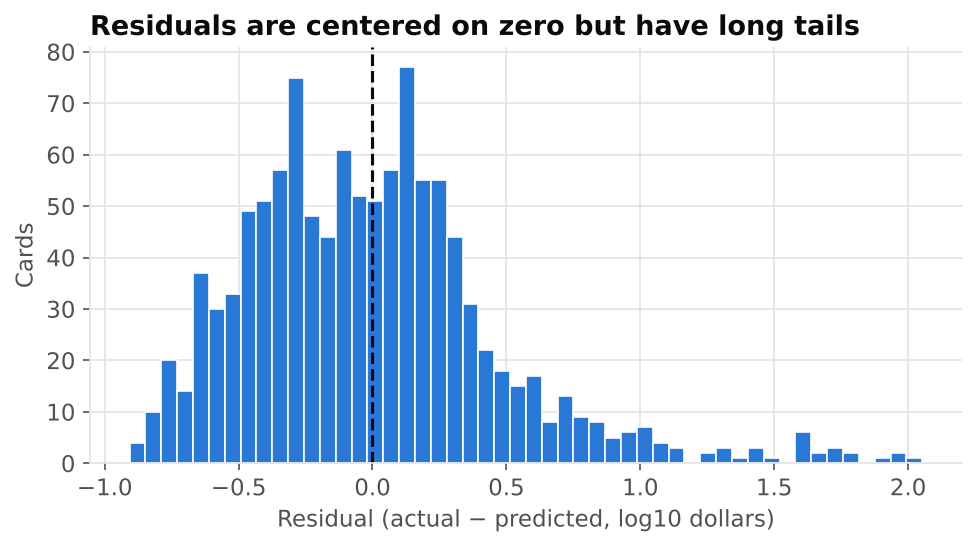 Residuals are centered on zero but have long tails
80
70
60
50
40
30
20
10
0
Cards
−1.0 −0.5 0.0 0.5 1.0 1.5 2.0
Residual (actual − predicted, log10 dollars)